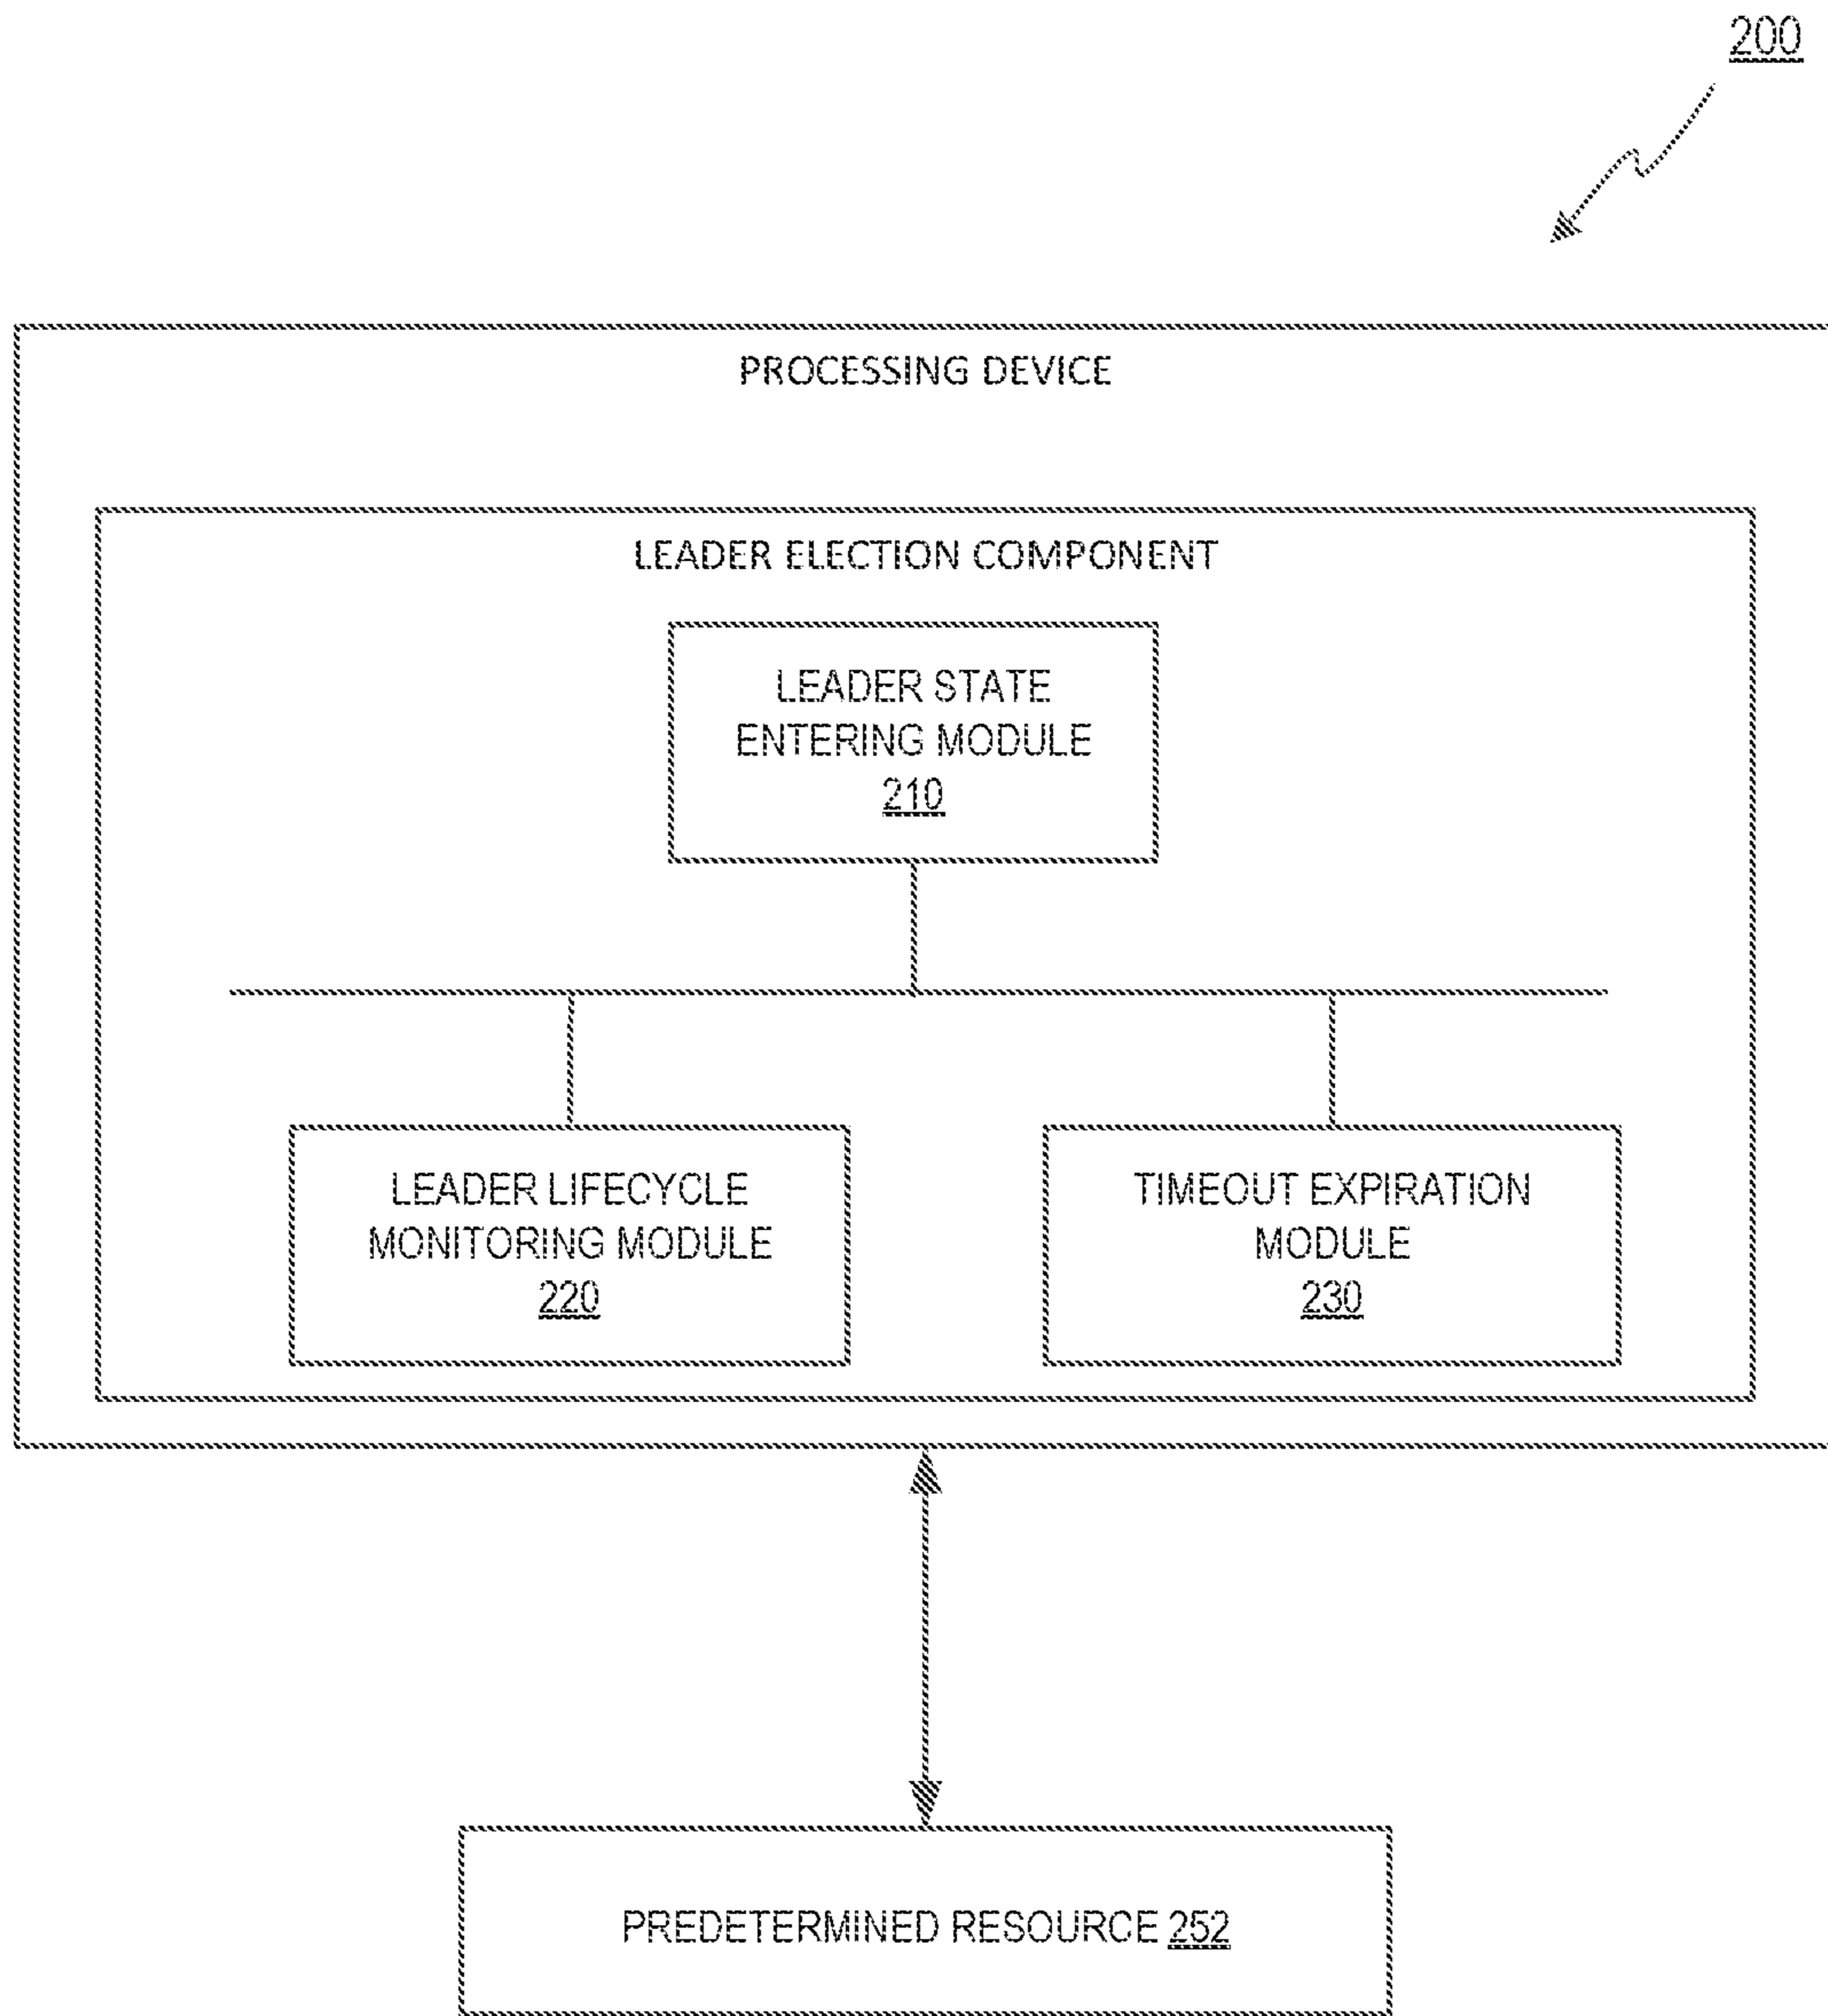 200
PROCESSING DEVICE
LEADER ELECTION COMPONENT
LEADER STATE
ENTERING MODULE
210
LEADER LIFECYCLE
MONITORING MODULE
220
TIMEOUT EXPIRATION
MODULE
230
PREDETERMINED RESOURCE 252